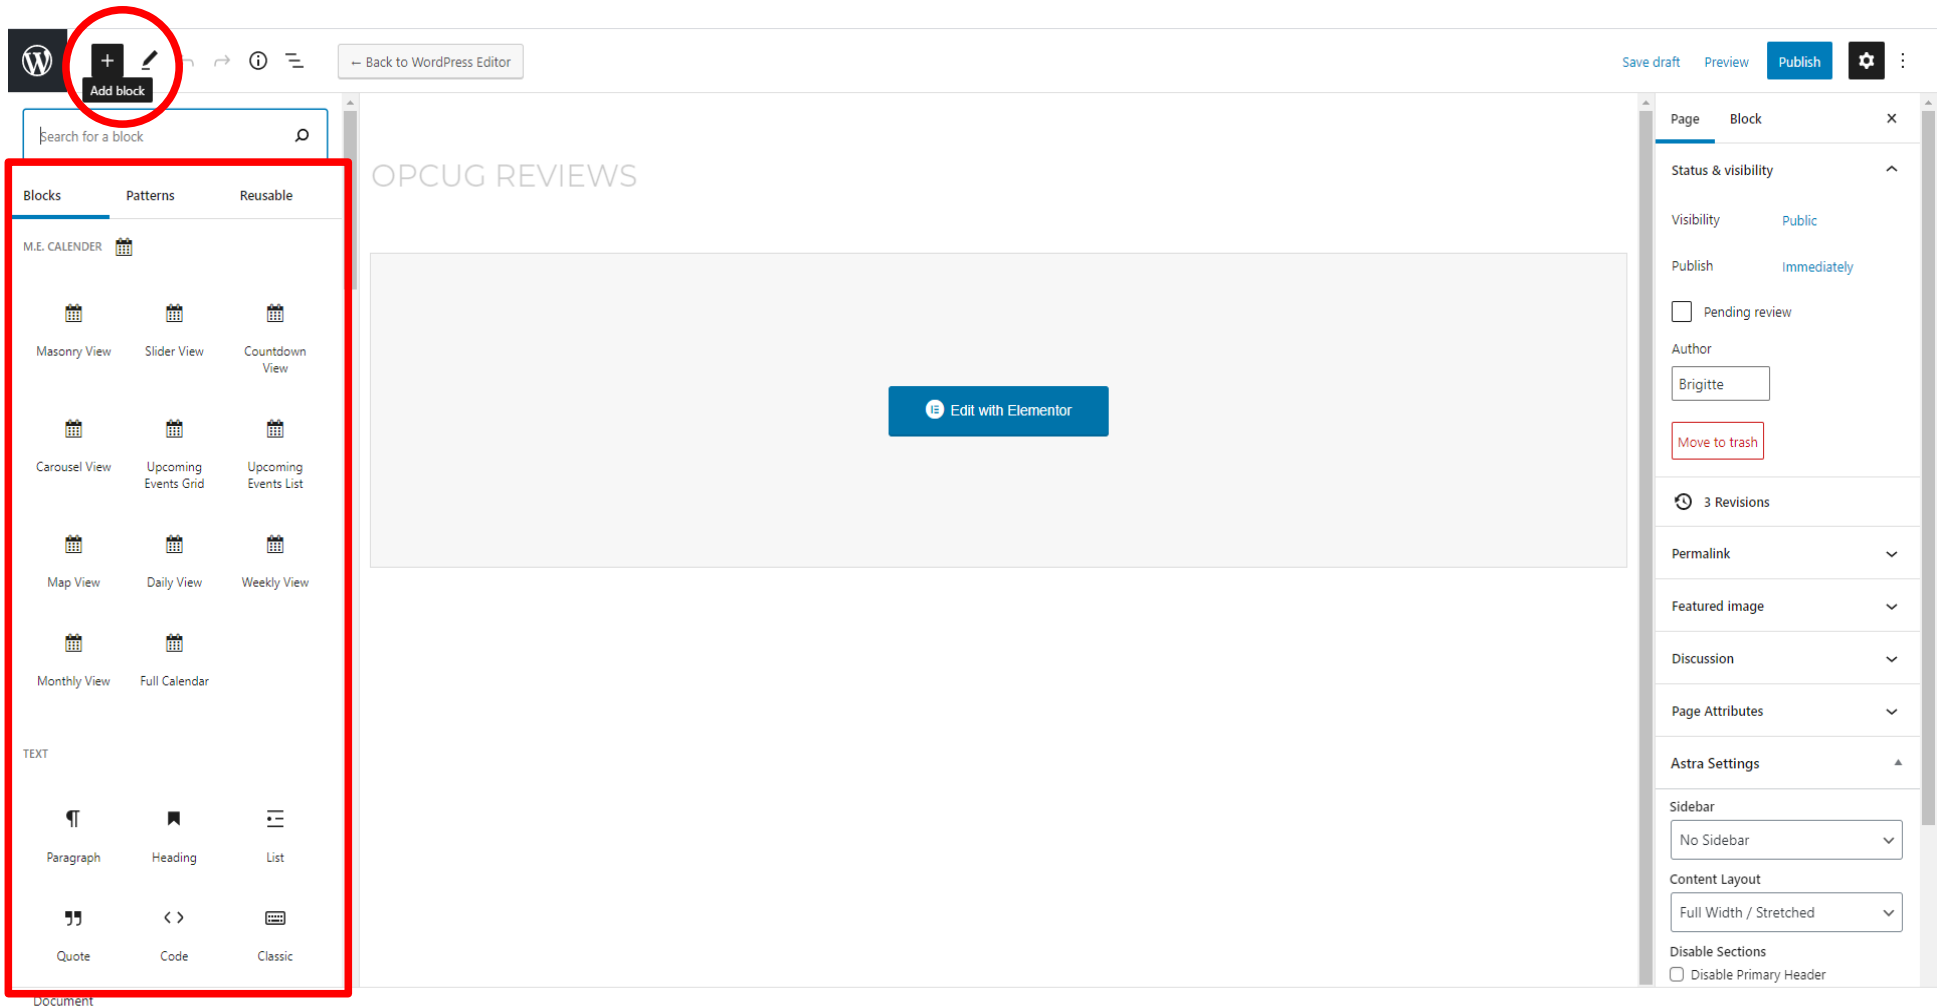 ← Back to WordPress Editor
Save draft
Preview
Publish
Add block
Search for a block
Blocks
Patterns
Reusable
M.E. CALENDER
Masonry View
Slider View
Countdown
View
Carousel View
Upcoming
Events Grid
Upcoming
Events List
Map View
Daily View
Weekly View
Monthly View
Full Calendar
TEXT
Paragraph
Heading
List
Quote
Code
Classic
Document
OPCUG REVIEWS
Edit with Elementor
Page
Block
Status & visibility
Visibility
Public
Publish
Immediately
Pending review
Author
Brigitte
Move to trash
3 Revisions
Permalink
Featured image
Discussion
Page Attributes
Astra Settings
Sidebar
No Sidebar
Content Layout
Full Width / Stretched
Disable Sections
Disable Primary Header